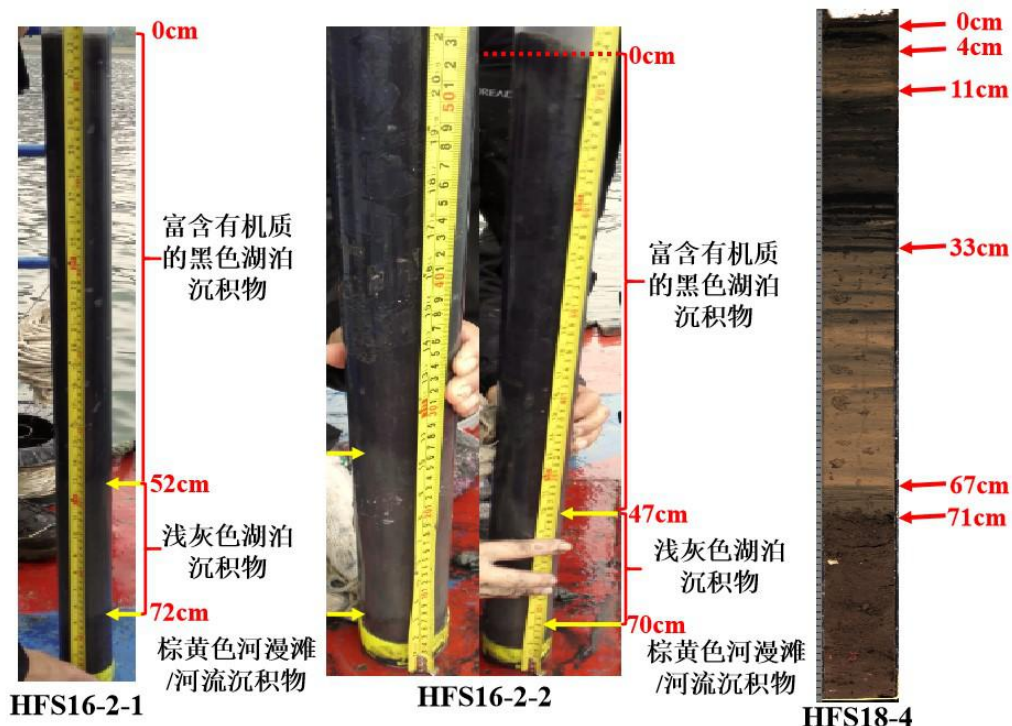 0cm
富含有机质
的黑色湖泊
沉积物
52cm
浅灰色湖泊
沉积物
72cm
棕黄色河漫滩
/河流沉积物
HFS16-2-1
0cm
READ
富含有机质
的黑色湖泊
沉积物
47cm
浅灰色湖泊
沉积物
70cm
棕黄色河漫滩
/河流沉积物
HFS16-2-2
0cm
4cm
11cm
33cm
67cm
71cm
HFS18-4